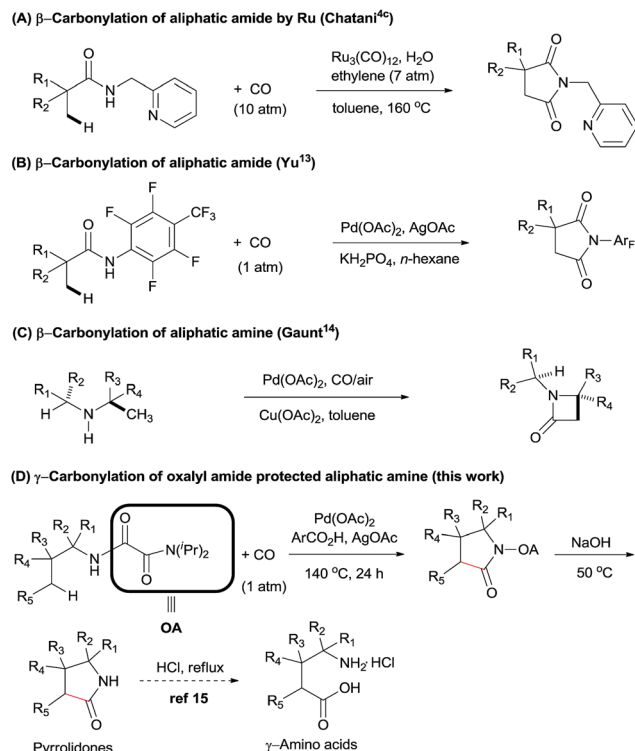 (A) β–Carbonylation of aliphatic amide by Ru (Chatani4c)
R1
R2
O
N
H
N
H
+ CO
(10 atm)
Ru3(CO)12, H2O
ethylene (7 atm)
toluene, 160 oC
R1
R2
O
N
O
N
(B) β–Carbonylation of aliphatic amide (Yu13)
R1
R2
O
N
H
H
F
F
CF3
F
F
+ CO
(1 atm)
Pd(OAc)2, AgOAc
KH2PO4, n-hexane
R1
R2
O
N–ArF
O
(C) β–Carbonylation of aliphatic amine (Gaunt14)
R1
R2
H
N
H
R3
R4
CH3
Pd(OAc)2, CO/air
Cu(OAc)2, toluene
R1
R2
H
N
R3
R4
O
(D) γ–Carbonylation of oxalyl amide protected aliphatic amine (this work)
R3
R2
R1
R4
NH
R5
H
O
O
N(iPr)2
OA
+ CO
(1 atm)
Pd(OAc)2
ArCO2H, AgOAc
140 oC, 24 h
R3
R2
R1
R4
N–OA
R5
O
NaOH
50 oC
R3
R2
R1
R4
NH
R5
O
Pyrrolidones
HCl, reflux
ref 15
R3
R2
R1
R4
NH2·HCl
R5
OH
O
γ–Amino acids